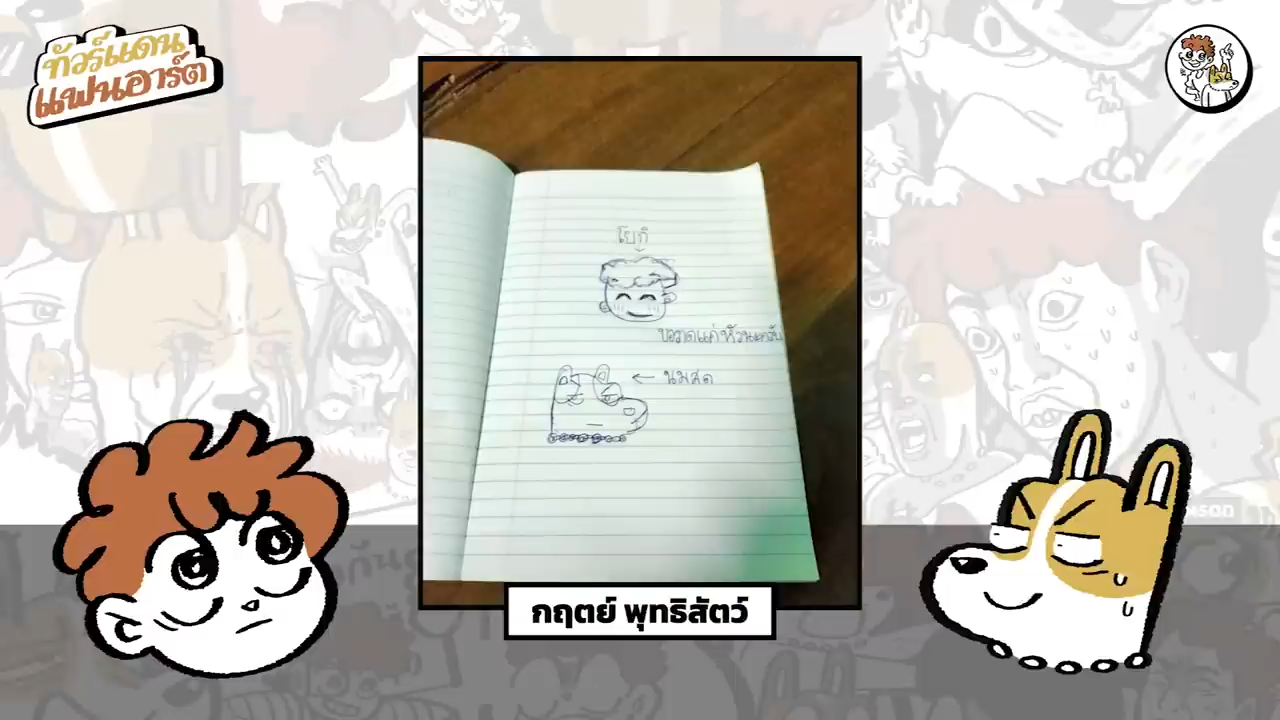 ทัวร์แดน
แฟนอาร์ต
โบกี้
นมสด
กฤตย์ พุทธิสัตว์